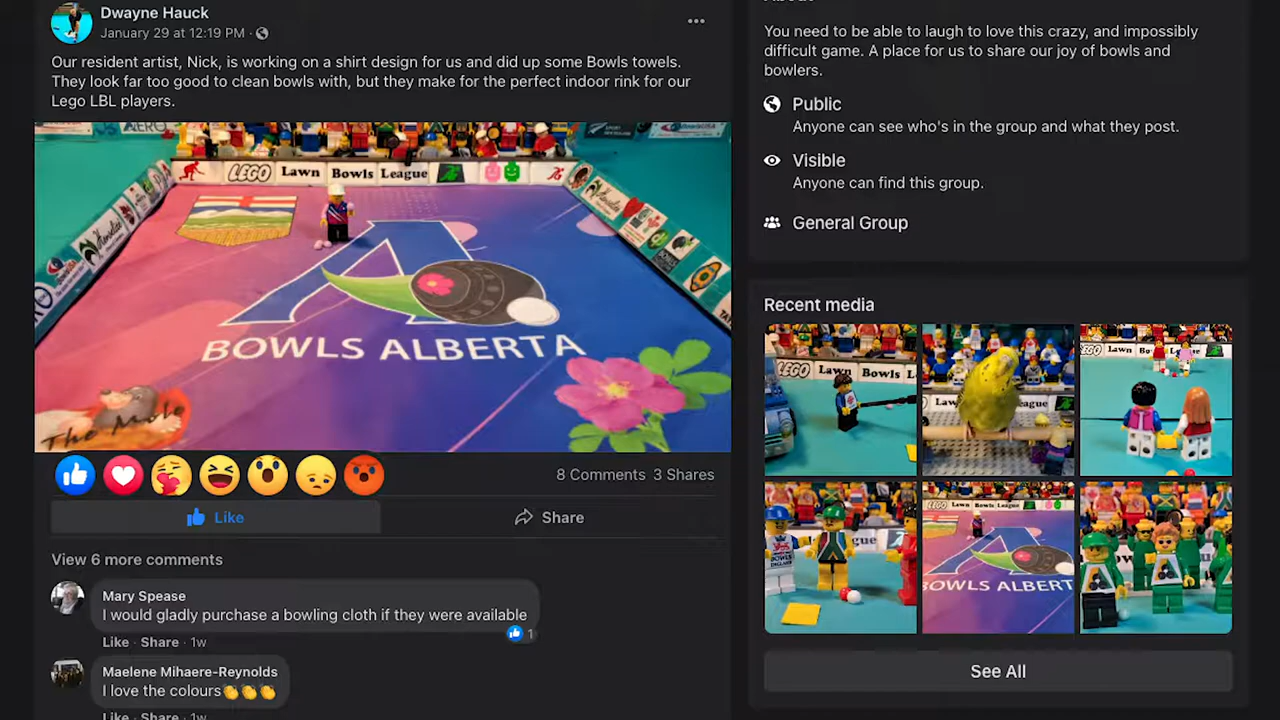 Dwayne Hauck
January 29 at 12:19 PM ·
Our resident artist, Nick, is working on a shirt design for us and did up some Bowls towels.
They look far too good to clean bowls with, but they make for the perfect indoor rink for our
Lego LBL players.
LEGO Lawn Bowls League
A
BOWLS ALBERTA
The Mole
8 Comments 3 Shares
Like
Share
View 6 more comments
Mary Spease
I would gladly purchase a bowling cloth if they were available
1
Like · Share · 1w
Maelene Mihaere-Reynolds
I love the colours
Like · Share · 1w
About
You need to be able to laugh to love this crazy, and impossibly
difficult game. A place for us to share our joy of bowls and
bowlers.
Public
Anyone can see who's in the group and what they post.
Visible
Anyone can find this group.
General Group
Recent media
LEGO Lawn Bowls L
Law eague
EGO Lawn Bo
gue
Lawn Bowls League
BOWLS ALBERT
See All